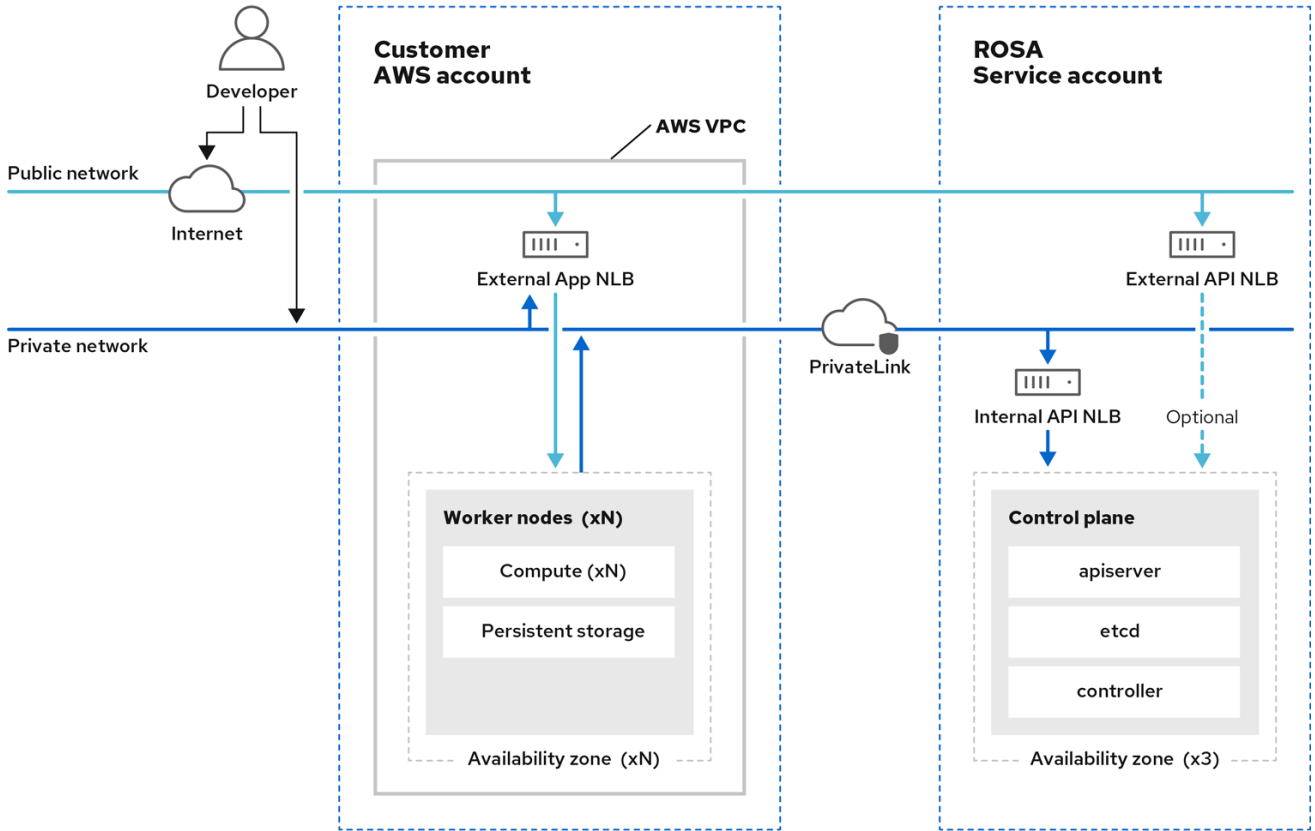 Customer
AWS account
ROSA
Service account
Developer
AWS VPC
Public network
Internet
External App NLB
External API NLB
Private network
PrivateLink
Internal API NLB
Optional
Worker nodes (xN)
Compute (xN)
Persistent storage
Availability zone (xN)
Control plane
apiserver
etcd
controller
Availability zone (x3)